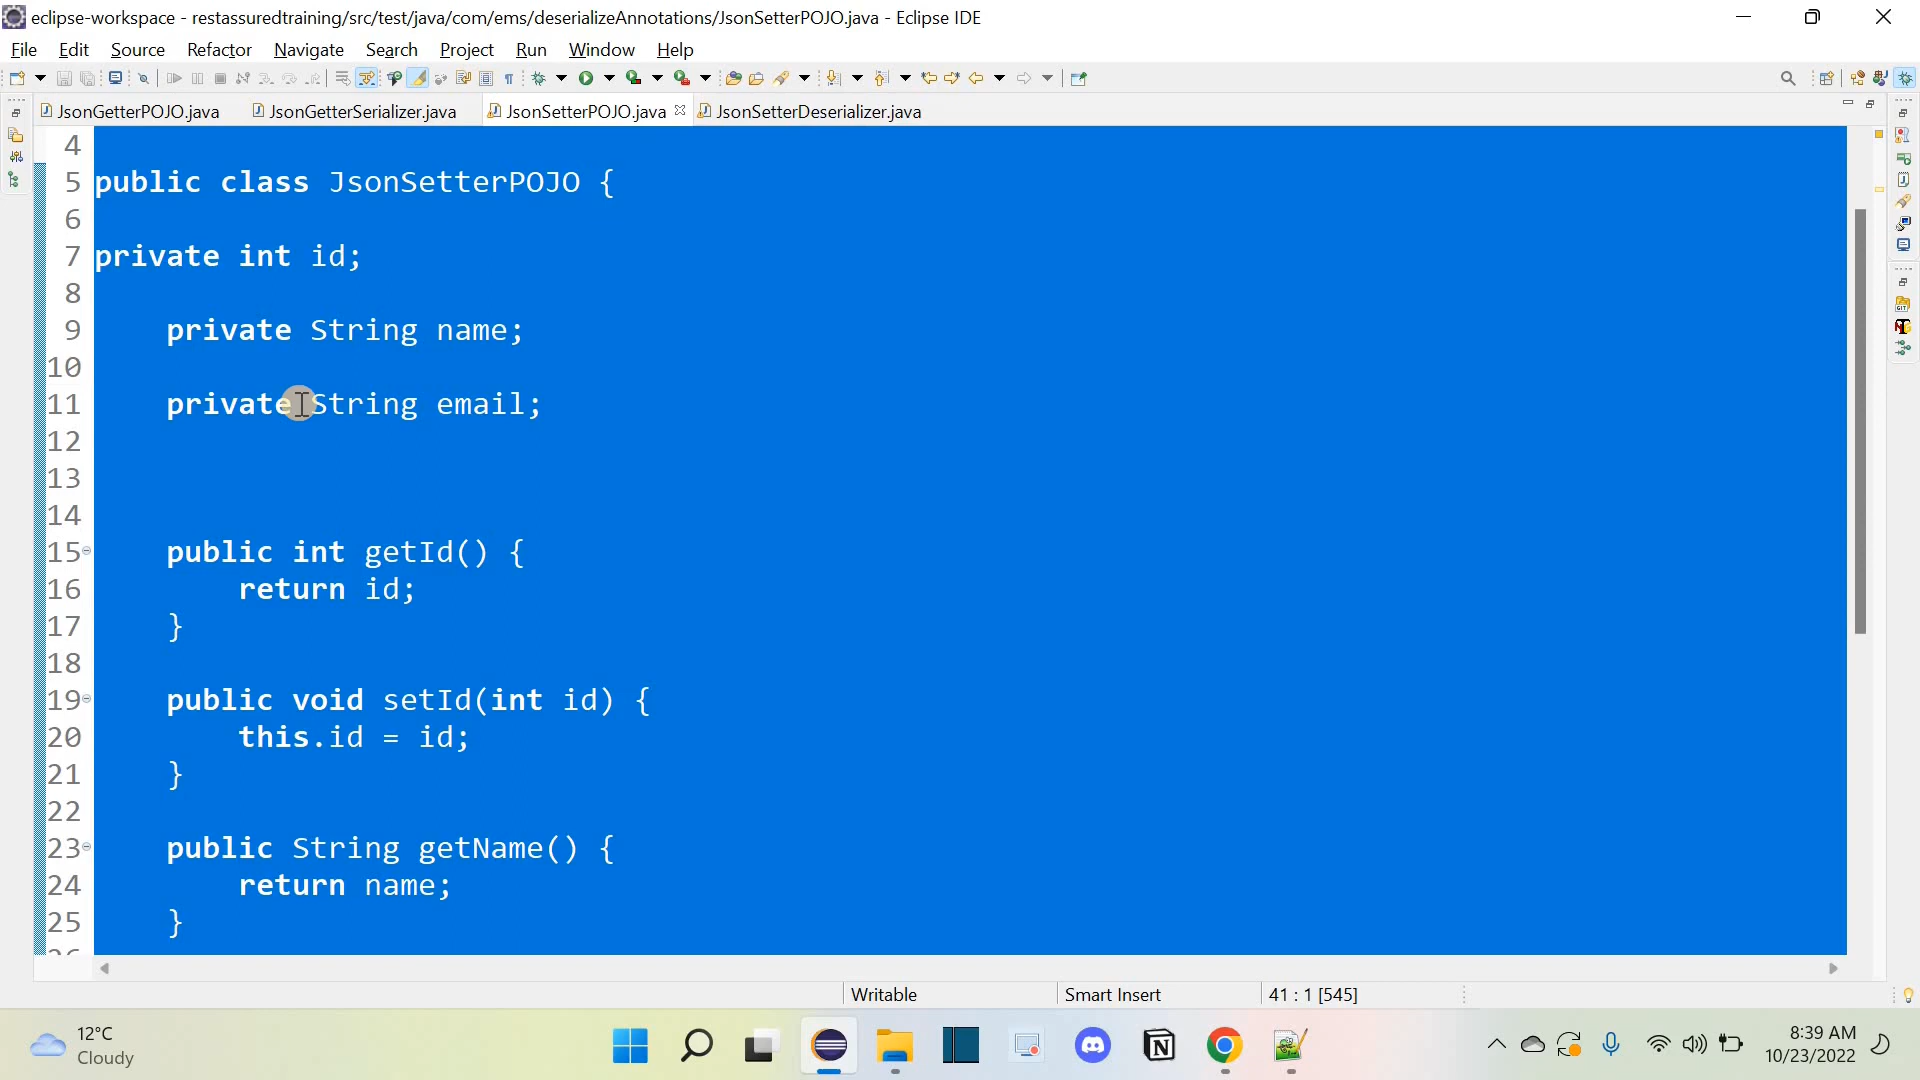 eclipse-workspace - restassuredtraining/src/test/java/com/ems/deserializeAnnotations/JsonSetterPOJO.java - Eclipse IDE
File Edit Source Refactor Navigate Search Project Run Window Help
JsonGetterPOJO.java JsonGetterSerializer.java JsonSetterPOJO.java JsonSetterDeserializer.java
4
5 public class JsonSetterPOJO {
6
7 private int id;
8
9 private String name;
10
11 private String email;
12
13
14
15 public int getId() {
16 return id;
17 }
18
19 public void setId(int id) {
20 this.id = id;
21 }
22
23 public String getName() {
24 return name;
25 }
Writable Smart Insert 41 : 1 [545]
12°C
Cloudy
8:39 AM
10/23/2022